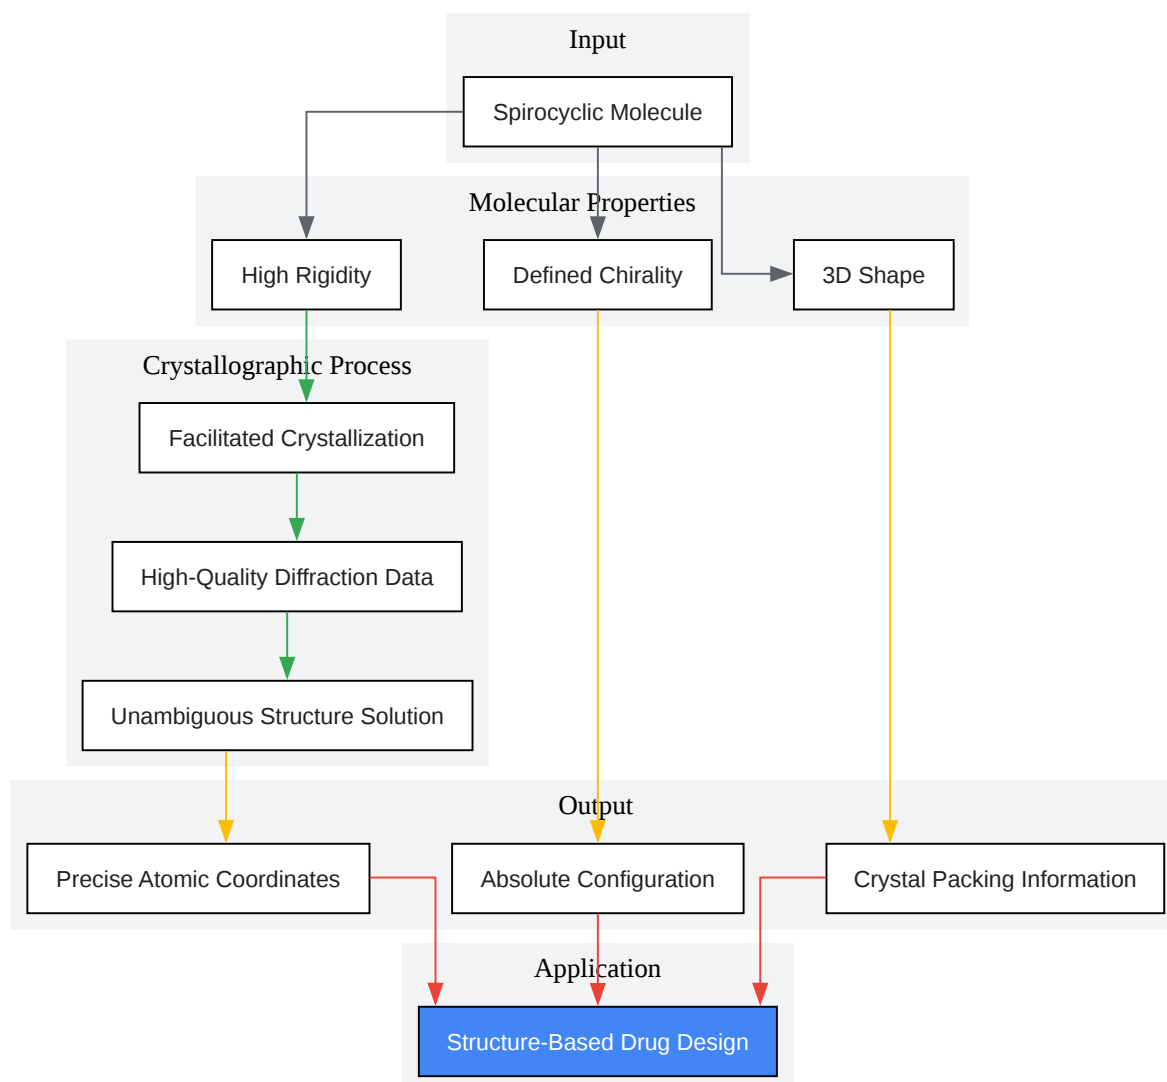 Input
Spirocyclic Molecule
Molecular Properties
High Rigidity
Defined Chirality
3D Shape
Crystallographic Process
Facilitated Crystallization
High-Quality Diffraction Data
Unambiguous Structure Solution
Output
Precise Atomic Coordinates
Absolute Configuration
Crystal Packing Information
Application
Structure-Based Drug Design